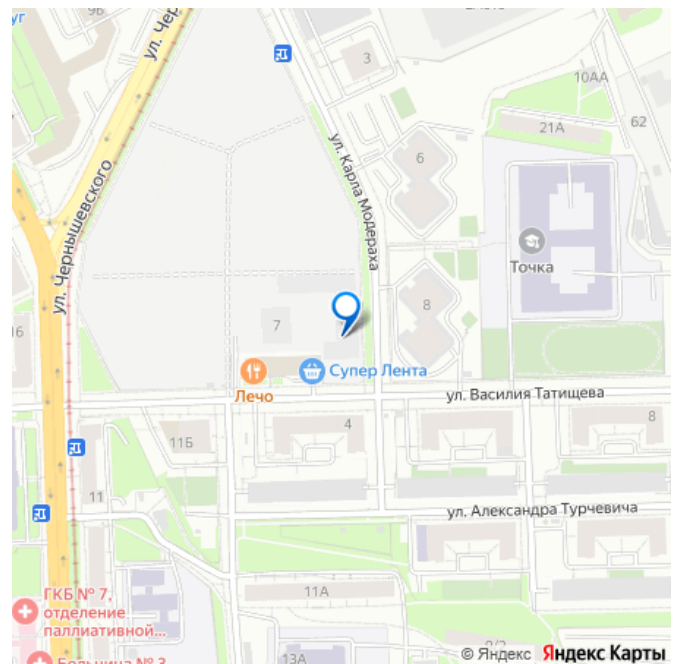 уг
9Б
ул. Чернышевского
3
10АА
62
21А
6
ул. Карла Модераха
Точка
ул. Чернышевского
8
7
16
Супер Лента
Лечо
ул. Василия Татищева
4
8
11Б
11
ул. Александра Турчевича
11А
ГКБ № 7,
отделение
паллиативной...
13А
Больница № 3
© Яндекс Яндекс Карты